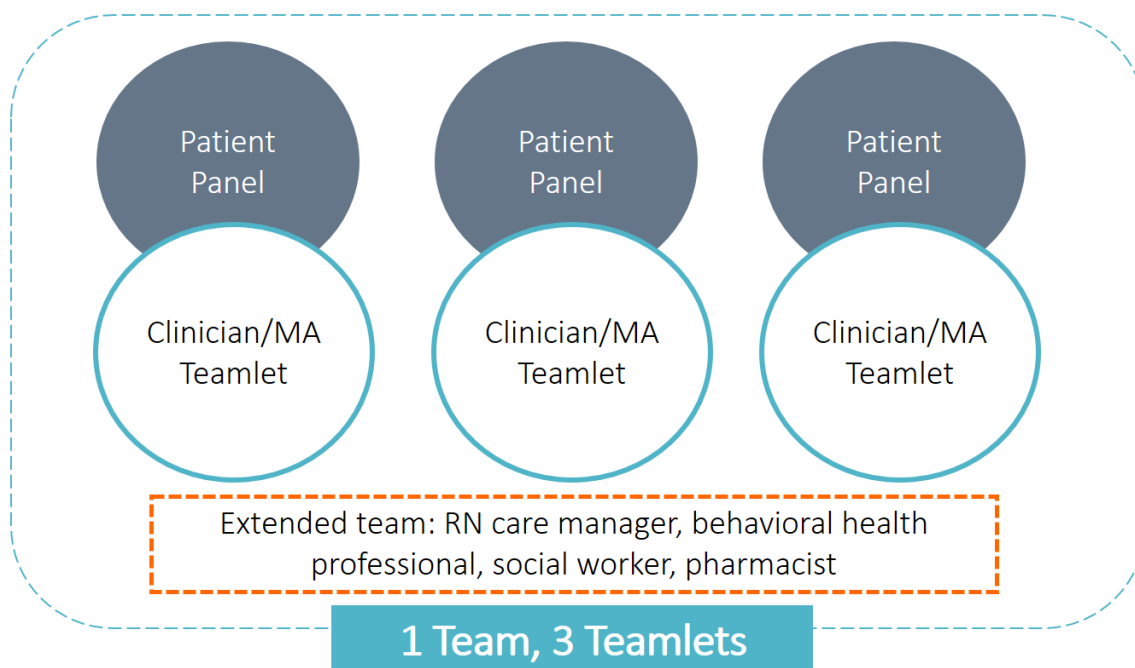 Patient
Panel
Patient
Panel
Patient
Panel
Clinician/MA
Teamlet
Clinician/MA
Teamlet
Clinician/MA
Teamlet
Extended team: RN care manager, behavioral health
professional, social worker, pharmacist
1 Team, 3 Teamlets